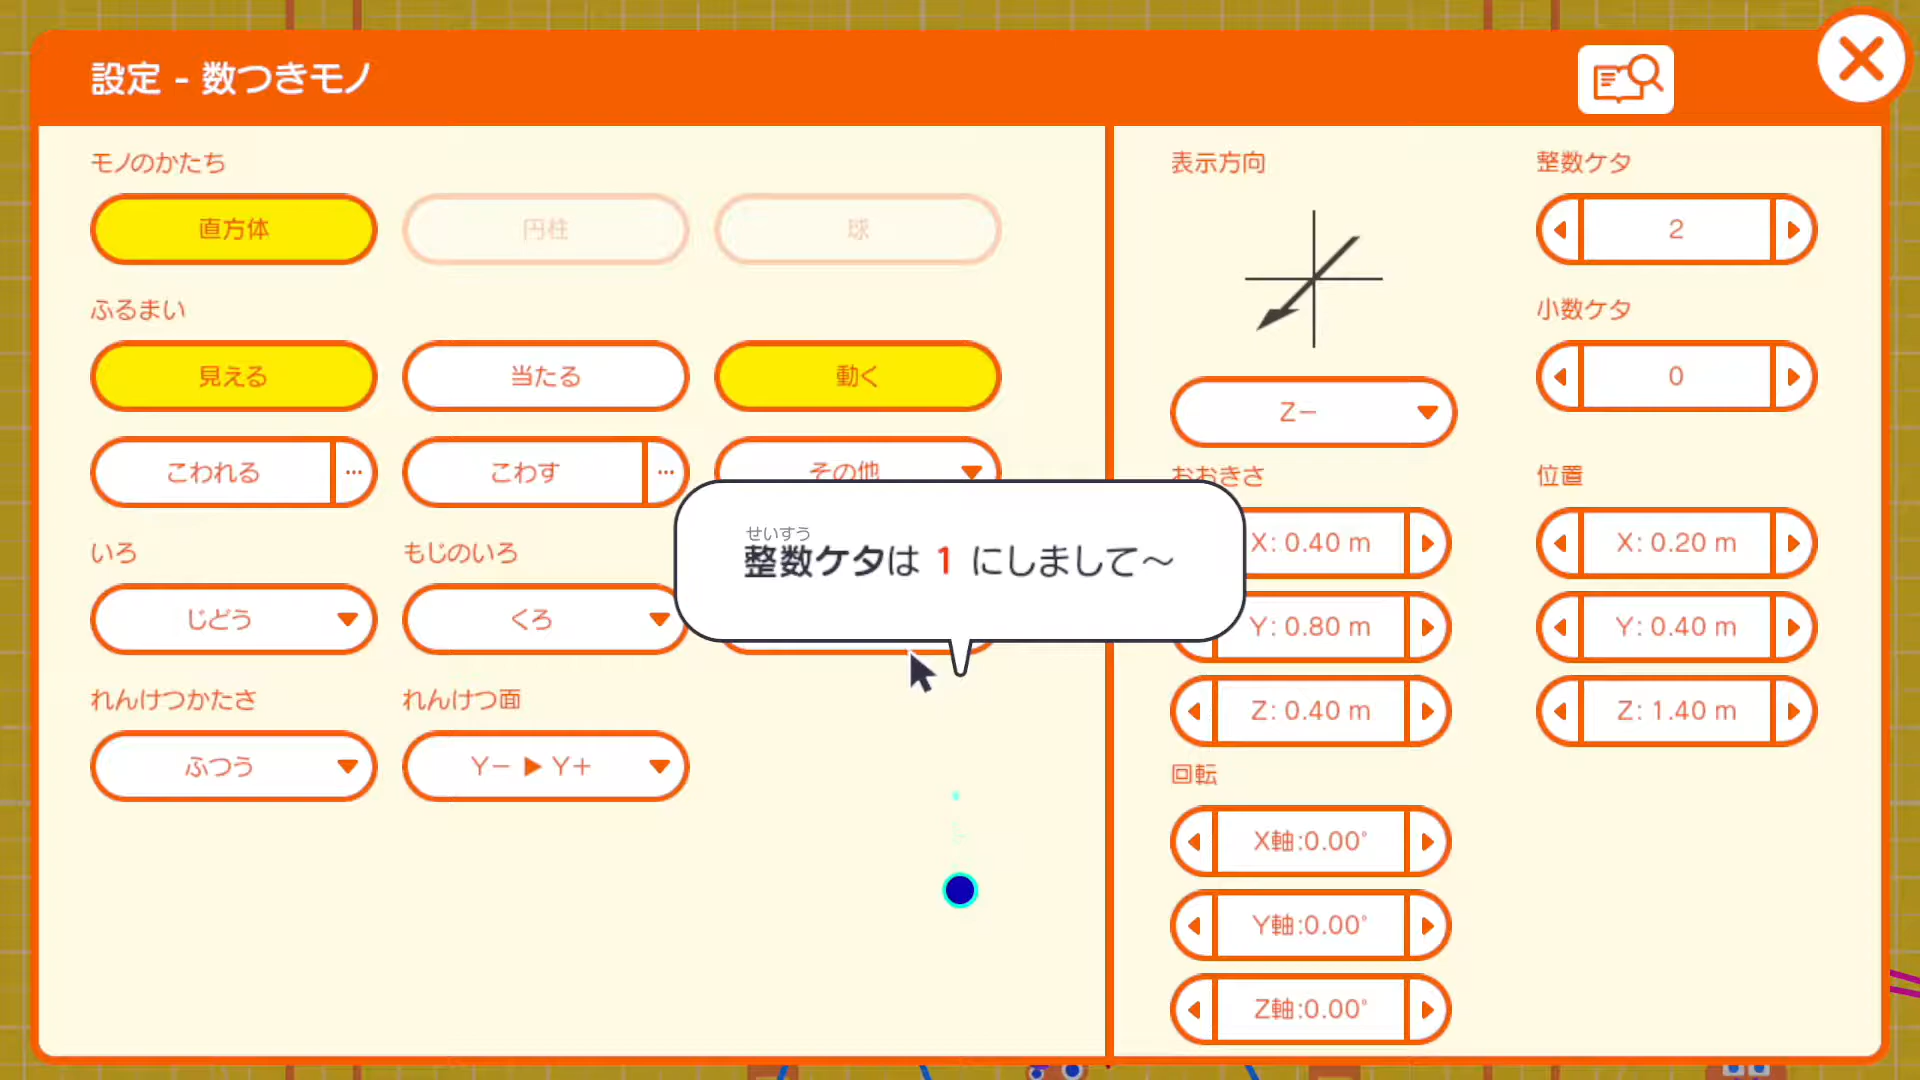 設定 - 数つきモノ
モノのかたち
直方体
円柱
球
ふるまい
見える
当たる
動く
こわれる
...
こわす
...
その他
いろ
もじのいろ
じどう
くろ
れんけつかたさ
れんけつ面
ふつう
Y− ▶ Y+
せいすう
整数ケタは 1 にしまして〜
表示方向
Z−
整数ケタ
2
小数ケタ
0
おおきさ
X: 0.40 m
Y: 0.80 m
Z: 0.40 m
位置
X: 0.20 m
Y: 0.40 m
Z: 1.40 m
回転
X軸:0.00°
Y軸:0.00°
Z軸:0.00°